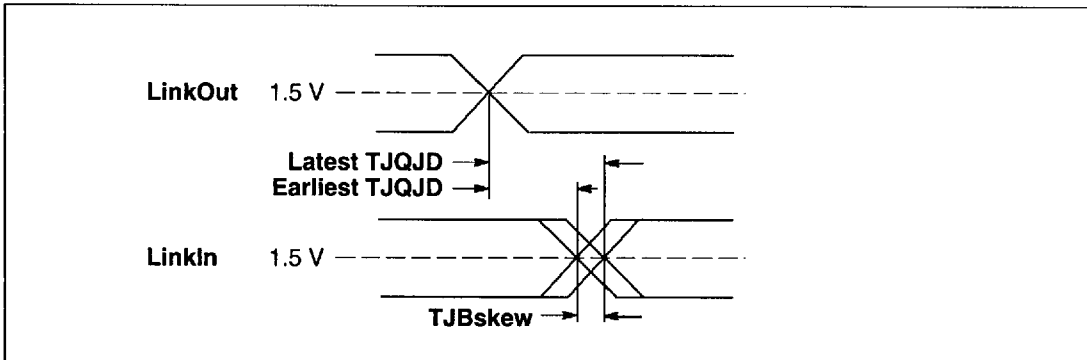 LinkOut 1.5 V
Latest TJQJD
Earliest TJQJD
LinkIn 1.5 V
TJBskew